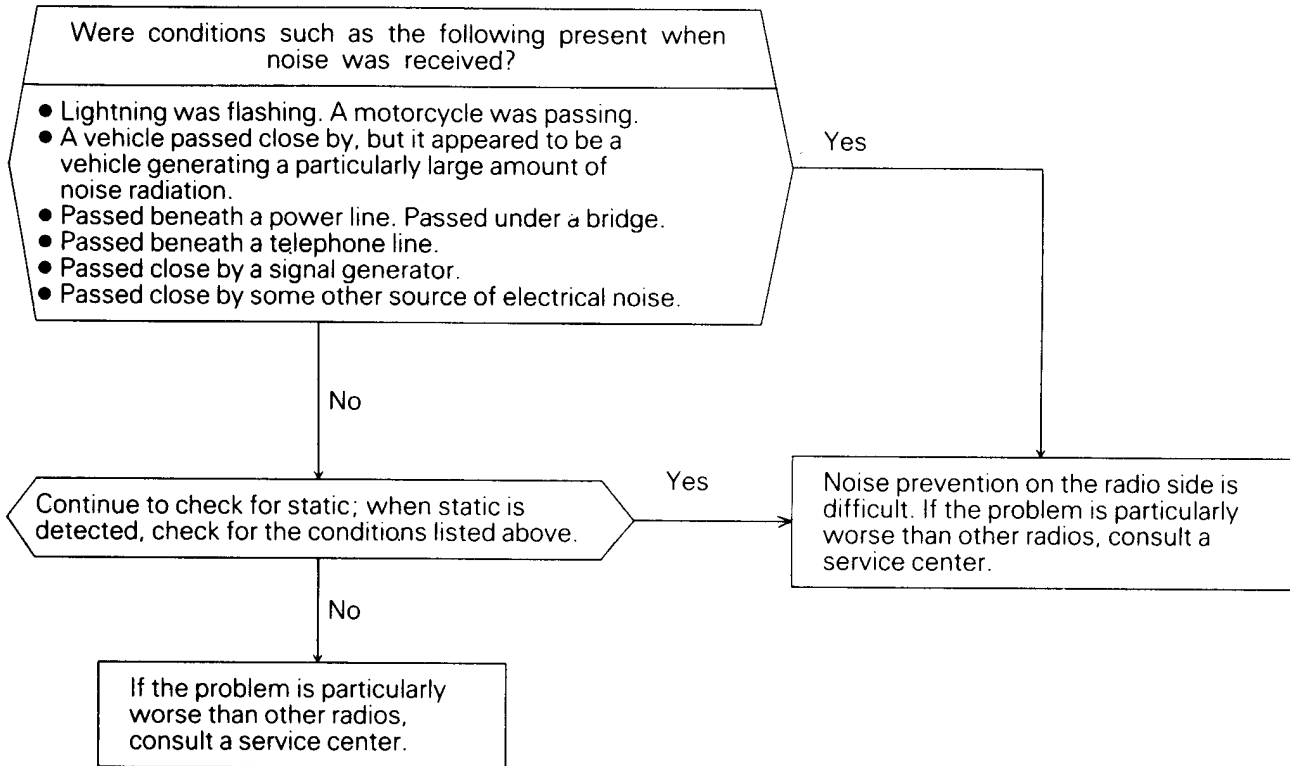 Were conditions such as the following present when
noise was received?
● Lightning was flashing. A motorcycle was passing.
● A vehicle passed close by, but it appeared to be a
vehicle generating a particularly large amount of
noise radiation.
● Passed beneath a power line. Passed under a bridge.
● Passed beneath a telephone line.
● Passed close by a signal generator.
● Passed close by some other source of electrical noise.
Yes
No
Continue to check for static; when static is
detected, check for the conditions listed above.
Yes
Noise prevention on the radio side is
difficult. If the problem is particularly
worse than other radios, consult a
service center.
No
If the problem is particularly
worse than other radios,
consult a service center.